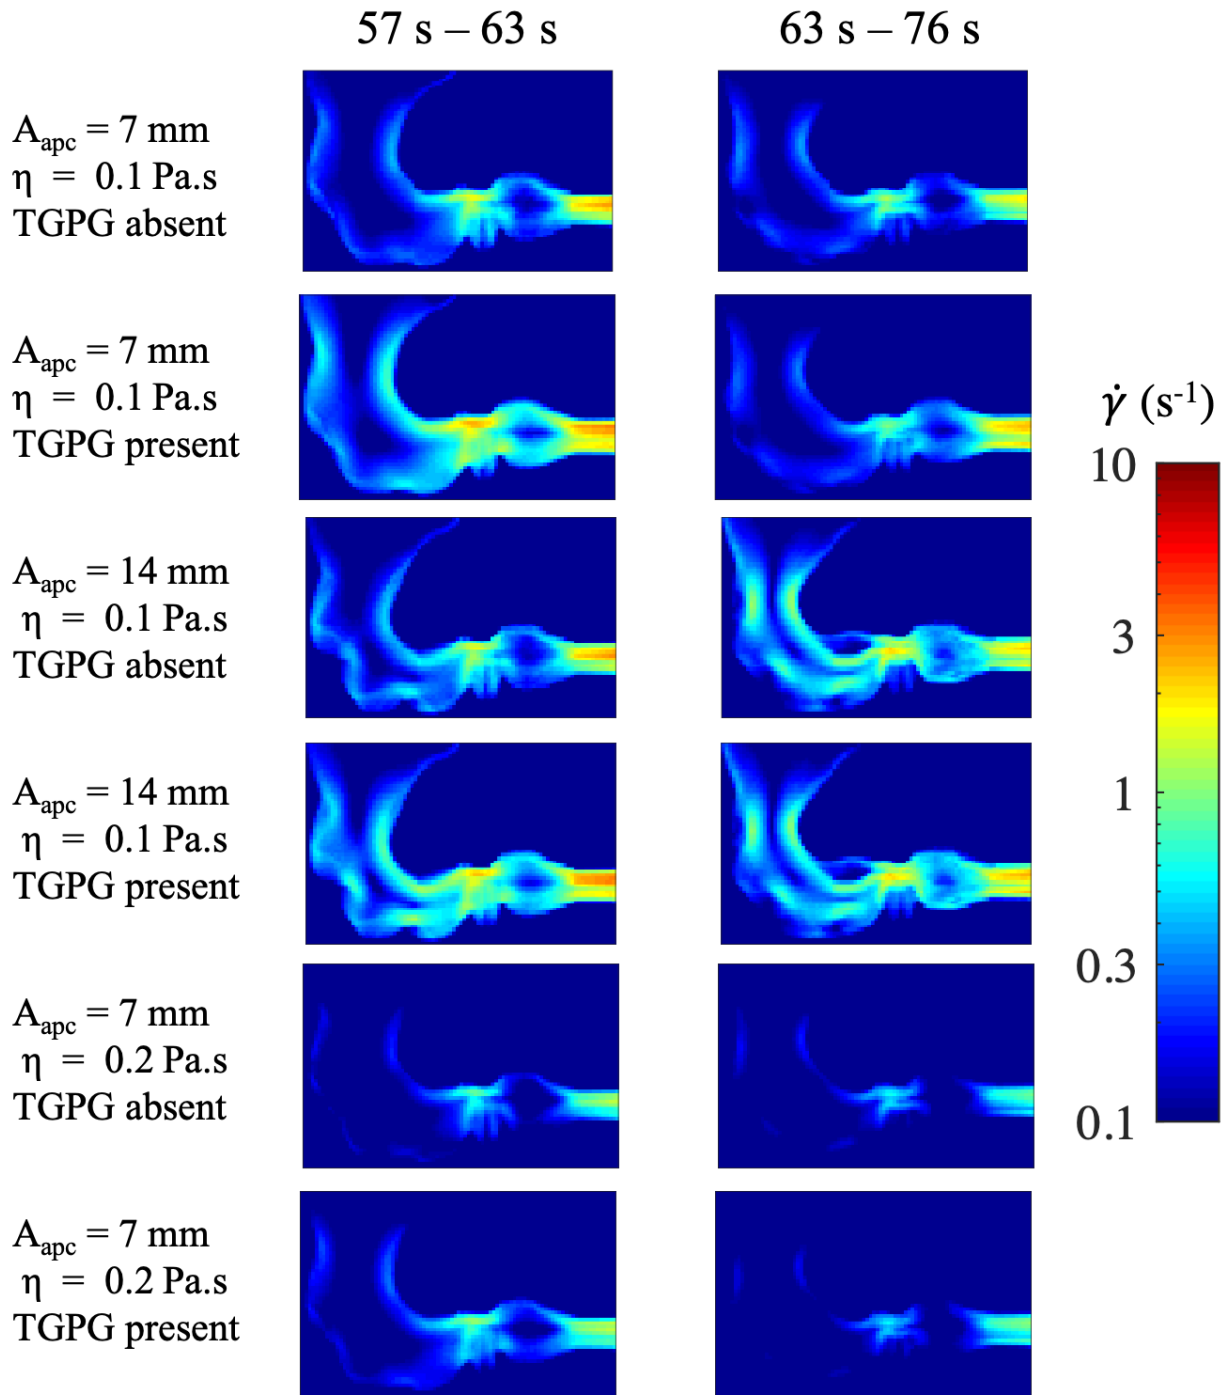 57 s – 63 s
63 s – 76 s
A_apc = 7 mm
η = 0.1 Pa.s
TGPG absent
A_apc = 7 mm
η = 0.1 Pa.s
TGPG present
A_apc = 14 mm
η = 0.1 Pa.s
TGPG absent
A_apc = 14 mm
η = 0.1 Pa.s
TGPG present
A_apc = 7 mm
η = 0.2 Pa.s
TGPG absent
A_apc = 7 mm
η = 0.2 Pa.s
TGPG present
γ̇ (s⁻¹)
10
3
1
0.3
0.1